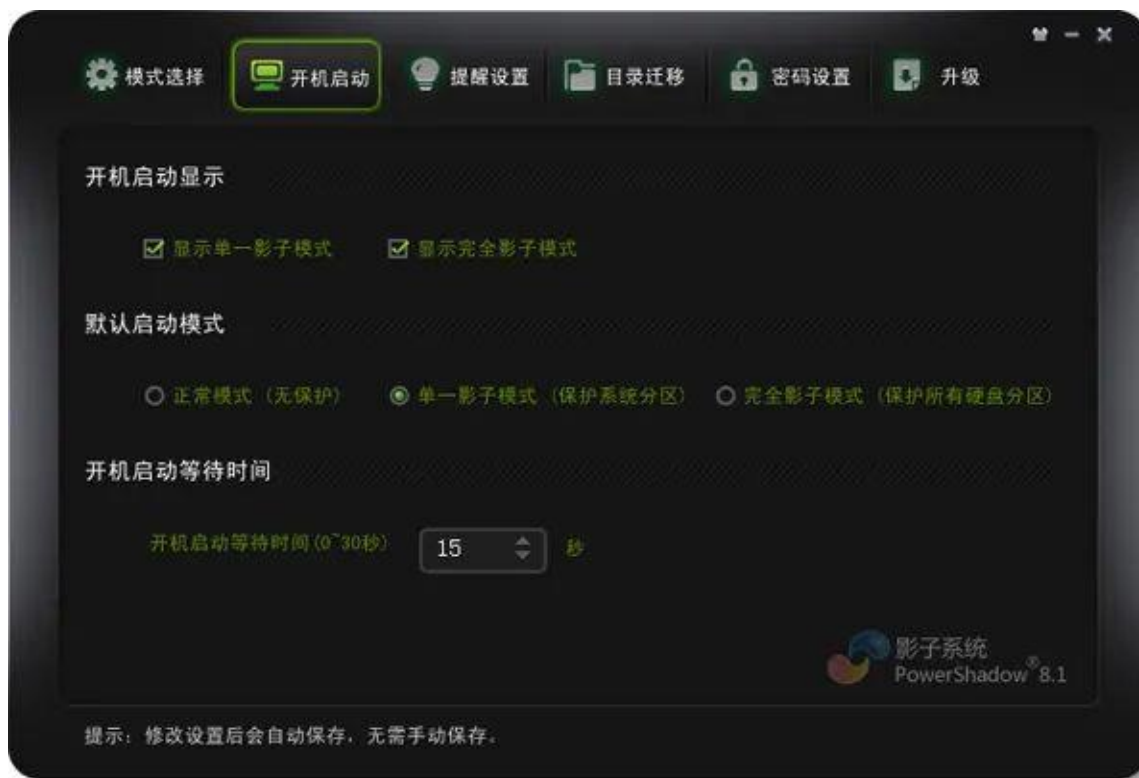 模式选择 开机启动 提醒设置 目录迁移 密码设置 升级
开机启动显示
显示单一影子模式 显示完全影子模式
默认启动模式
正常模式（无保护） 单一影子模式（保护系统分区） 完全影子模式（保护所有硬盘分区）
开机启动等待时间
开机启动等待时间(0~30秒) 15 秒
影子系统
PowerShadow® 8.1
提示：修改设置后会自动保存，无需手动保存。